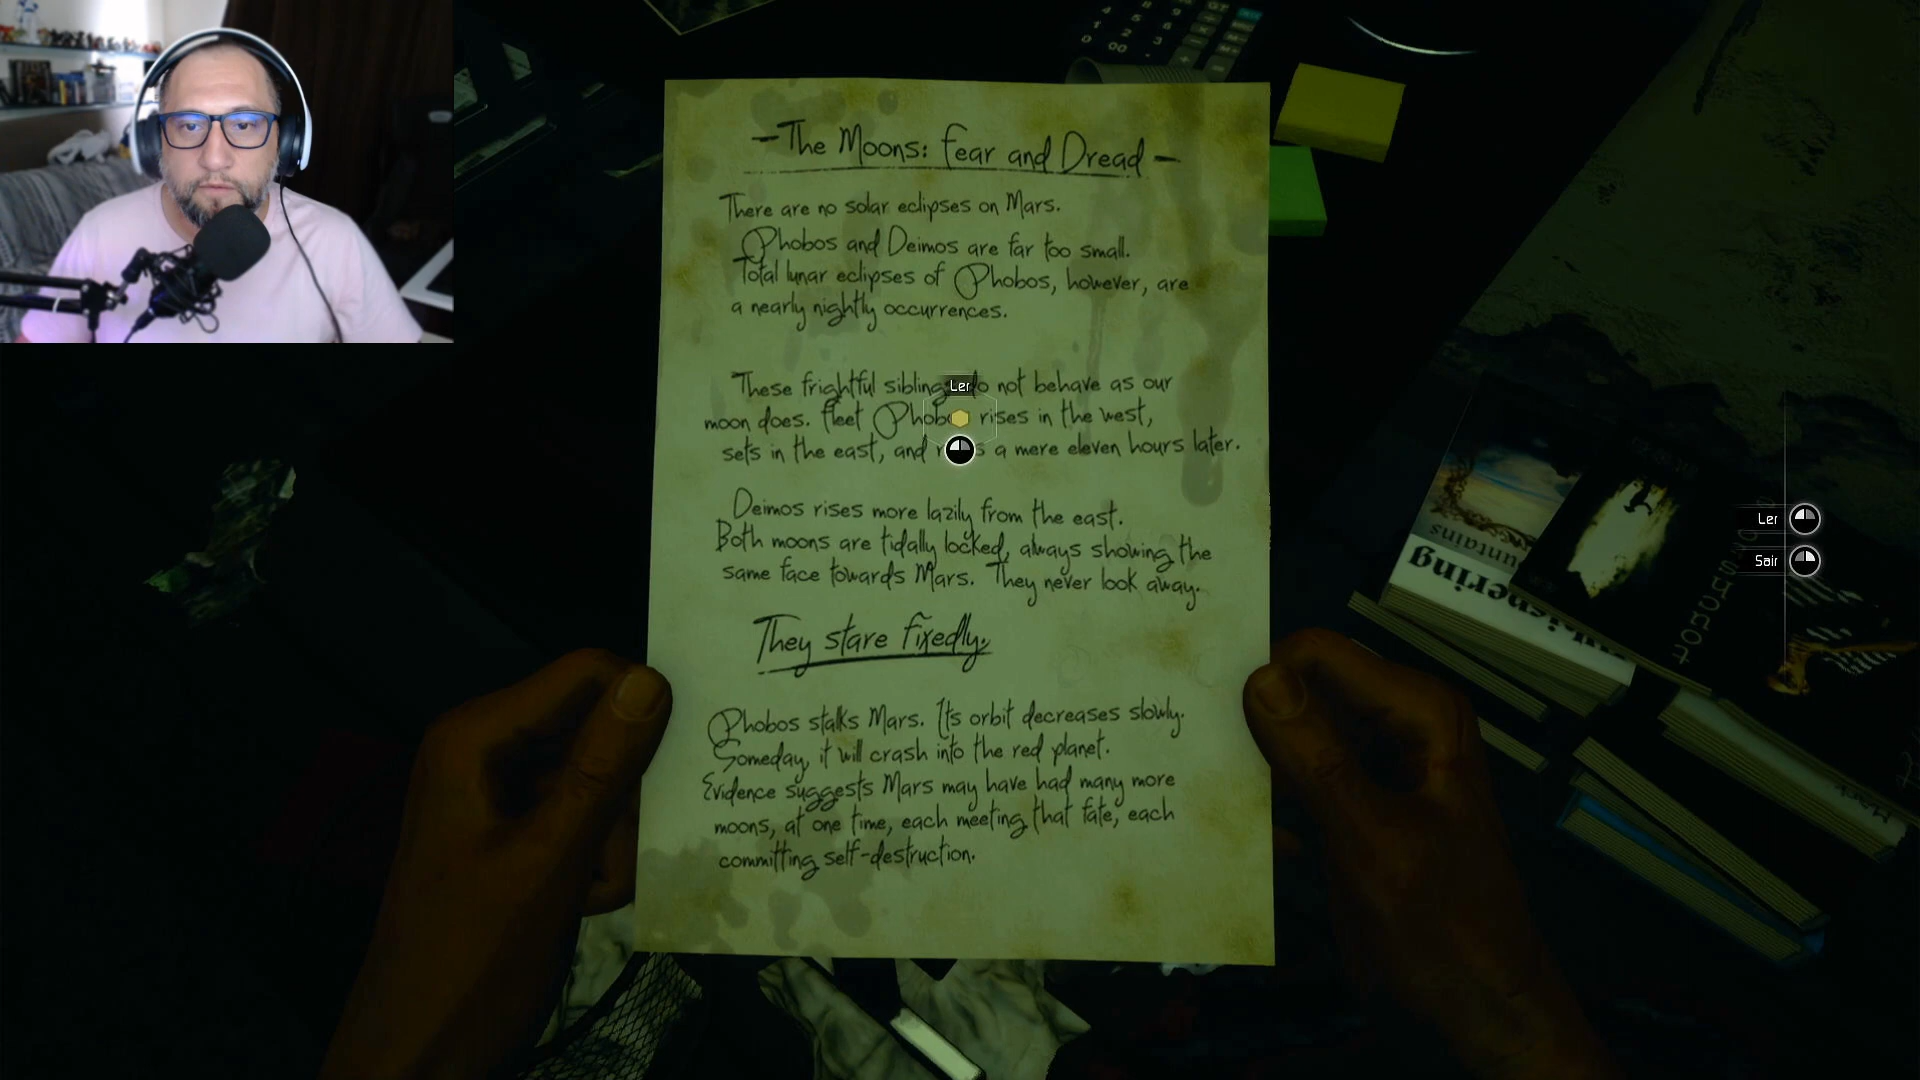 - The Moons: Fear and Dread -
There are no solar eclipses on Mars.
Phobos and Deimos are far too small.
Total lunar eclipses of Phobos, however, are
a nearly nightly occurrences.
Ler
These frightful siblings do not behave as our
moon does. Fleet Phobos rises in the west,
sets in the east, and a mere eleven hours later.
Deimos rises more lazily from the east.
Both moons are tidally locked, always showing the
same face towards Mars. They never look away.
They stare fixedly.
Phobos stalks Mars. Its orbit decreases slowly.
Someday, it will crash into the red planet.
Evidence suggests Mars may have had many more
moons, at one time, each meeting that fate, each
committing self-destruction.
Ler
Sair